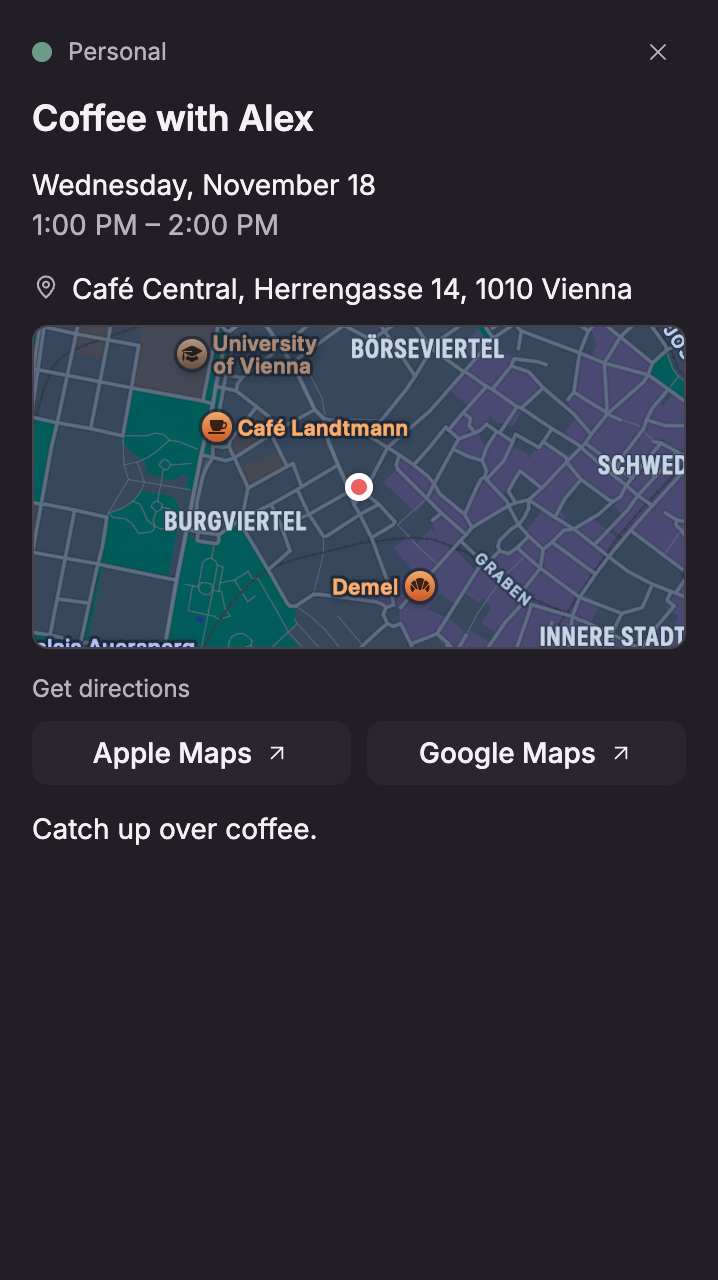 Personal
Coffee with Alex
Wednesday, November 18
1:00 PM – 2:00 PM
Café Central, Herrengasse 14, 1010 Vienna
University
of Vienna
BÖRSEVIERTEL
Café Landtmann
SCHWED
BURGVIERTEL
GRABEN
Demel
INNERE STADT
Auersperg
Get directions
Apple Maps
Google Maps
Catch up over coffee.